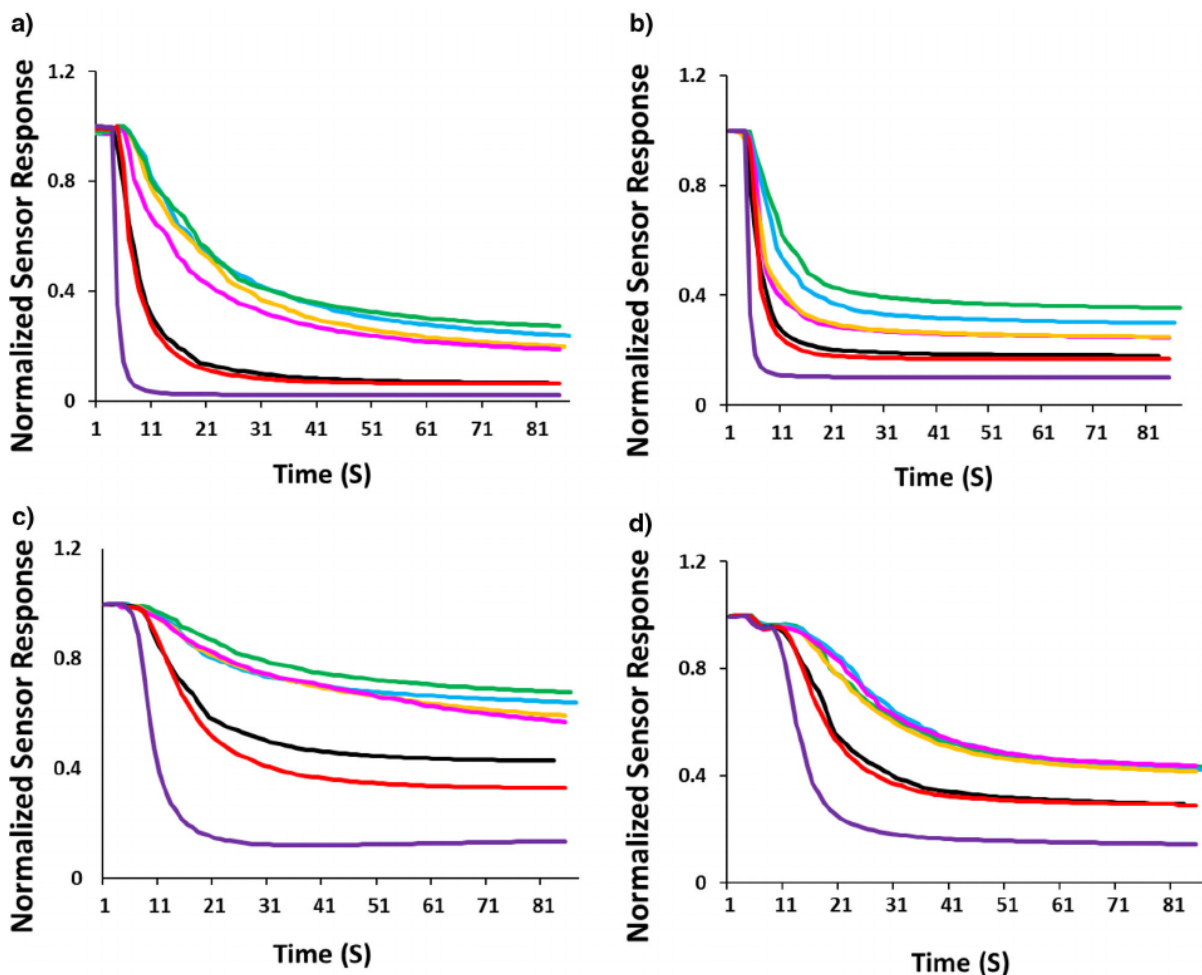 a)
Normalized Sensor Response
1.2
0.8
0.4
0
1 11 21 31 41 51 61 71 81
Time (S)
b)
Normalized Sensor Response
1.2
0.8
0.4
0
1 11 21 31 41 51 61 71 81
Time (S)
c)
Normalized Sensor Response
1.2
0.8
0.4
0
1 11 21 31 41 51 61 71 81
Time (S)
d)
Normalized Sensor Response
1.2
0.8
0.4
0
1 11 21 31 41 51 61 71 81
Time (S)